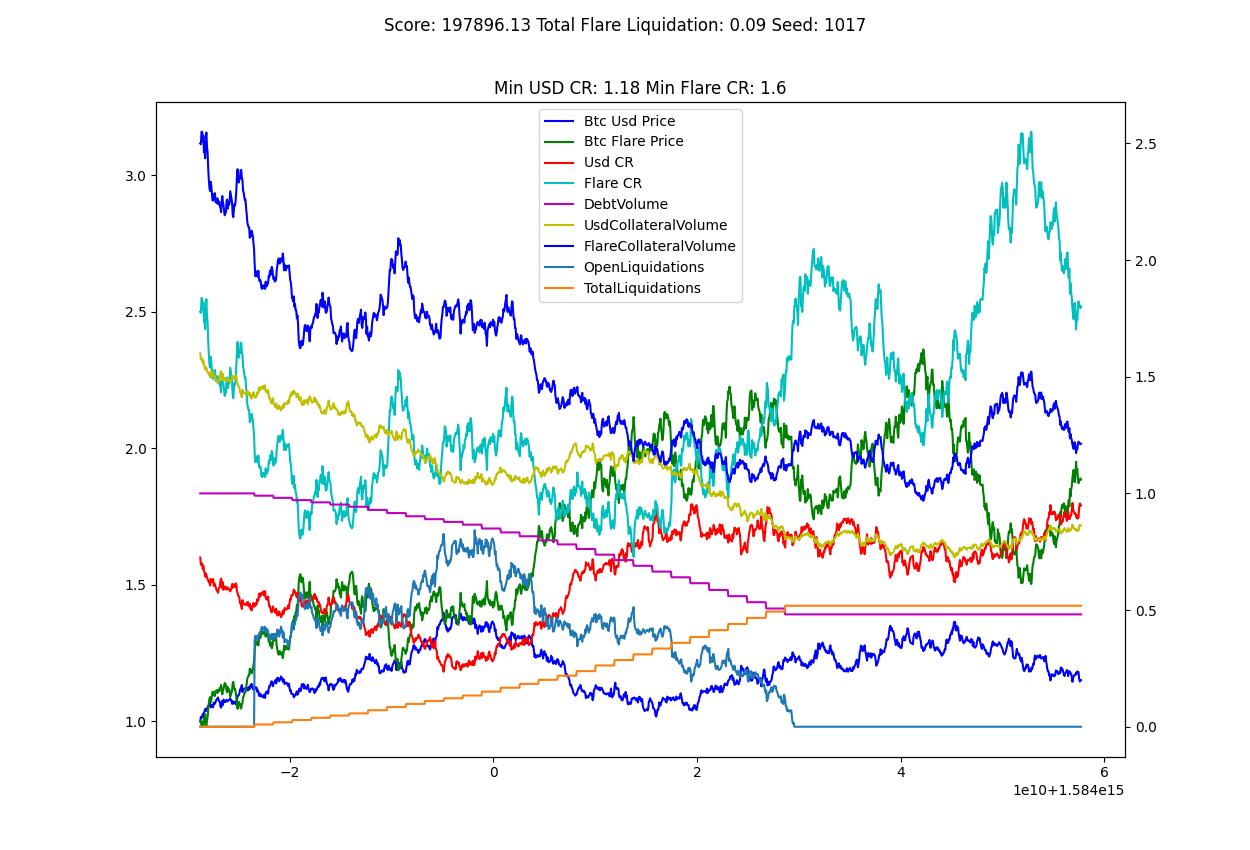 Score: 197896.13 Total Flare Liquidation: 0.09 Seed: 1017
Min USD CR: 1.18 Min Flare CR: 1.6
Btc Usd Price
Btc Flare Price
Usd CR
Flare CR
DebtVolume
UsdCollateralVolume
FlareCollateralVolume
OpenLiquidations
TotalLiquidations
3.0
2.5
2.0
1.5
1.0
2.5
2.0
1.5
1.0
0.5
0.0
−2 0 2 4 6
1e10+1.584e15